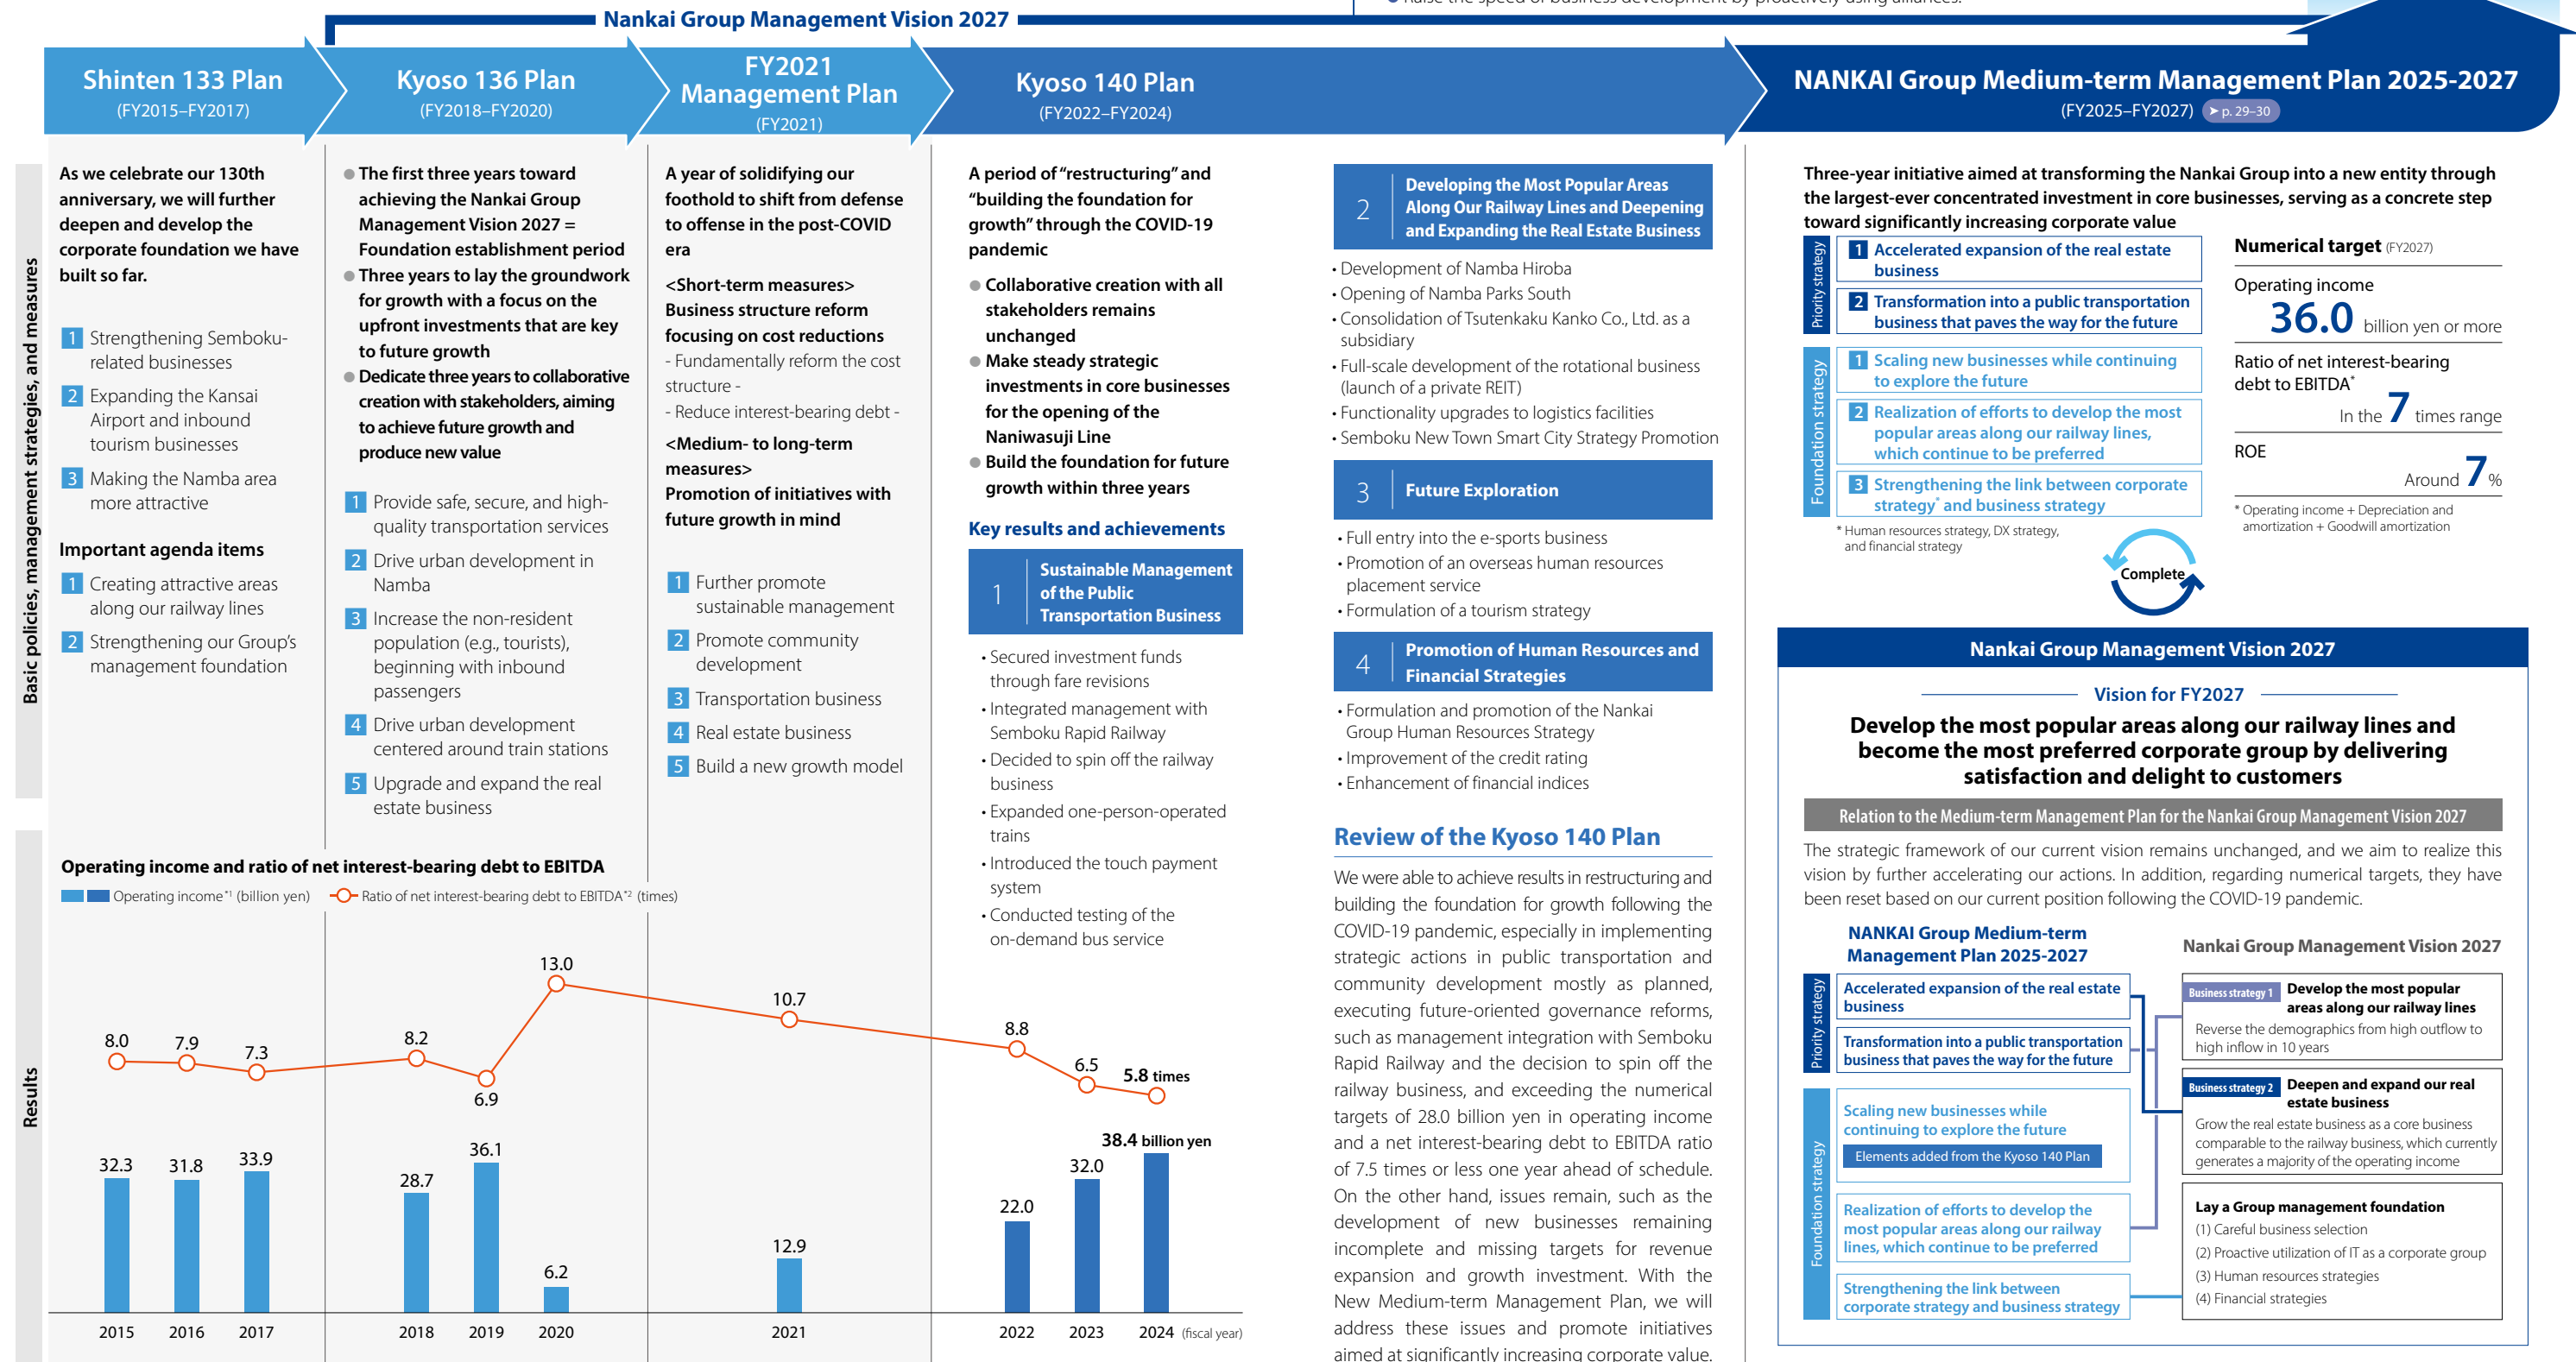 Raise the speed of business development by proactively using alliances.
Nankai Group Management Vision 2027
Shinten 133 Plan
(FY2015–FY2017)
Kyoso 136 Plan
(FY2018–FY2020)
FY2021
Management Plan
(FY2021)
Kyoso 140 Plan
(FY2022–FY2024)
NANKAI Group Medium-term Management Plan 2025-2027
(FY2025–FY2027) ➤ p. 29–30
Basic policies, management strategies, and measures
As we celebrate our 130th
anniversary, we will further
deepen and develop the
corporate foundation we have
built so far.
1 Strengthening Semboku-
related businesses
2 Expanding the Kansai
Airport and inbound
tourism businesses
3 Making the Namba area
more attractive
Important agenda items
1 Creating attractive areas
along our railway lines
2 Strengthening our Group's
management foundation
● The first three years toward
achieving the Nankai Group
Management Vision 2027 =
Foundation establishment period
● Three years to lay the groundwork
for growth with a focus on the
upfront investments that are key
to future growth
● Dedicate three years to collaborative
creation with stakeholders, aiming
to achieve future growth and
produce new value
1 Provide safe, secure, and high-
quality transportation services
2 Drive urban development in
Namba
3 Increase the non-resident
population (e.g., tourists),
beginning with inbound
passengers
4 Drive urban development
centered around train stations
5 Upgrade and expand the real
estate business
A year of solidifying our
foothold to shift from defense
to offense in the post-COVID
era
<Short-term measures>
Business structure reform
focusing on cost reductions
- Fundamentally reform the cost
structure -
- Reduce interest-bearing debt -
<Medium- to long-term
measures>
Promotion of initiatives with
future growth in mind
1 Further promote
sustainable management
2 Promote community
development
3 Transportation business
4 Real estate business
5 Build a new growth model
A period of “restructuring” and
“building the foundation for
growth” through the COVID-19
pandemic
● Collaborative creation with all
stakeholders remains
unchanged
● Make steady strategic
investments in core businesses
for the opening of the
Naniwasuji Line
● Build the foundation for future
growth within three years
Key results and achievements
1 Sustainable Management
of the Public
Transportation Business
• Secured investment funds
through fare revisions
• Integrated management with
Semboku Rapid Railway
• Decided to spin off the railway
business
• Expanded one-person-operated
trains
• Introduced the touch payment
system
• Conducted testing of the
on-demand bus service
2 Developing the Most Popular Areas
Along Our Railway Lines and Deepening
and Expanding the Real Estate Business
• Development of Namba Hiroba
• Opening of Namba Parks South
• Consolidation of Tsutenkaku Kanko Co., Ltd. as a
subsidiary
• Full-scale development of the rotational business
(launch of a private REIT)
• Functionality upgrades to logistics facilities
• Semboku New Town Smart City Strategy Promotion
3 Future Exploration
• Full entry into the e-sports business
• Promotion of an overseas human resources
placement service
• Formulation of a tourism strategy
4 Promotion of Human Resources and
Financial Strategies
• Formulation and promotion of the Nankai
Group Human Resources Strategy
• Improvement of the credit rating
• Enhancement of financial indices
Review of the Kyoso 140 Plan
We were able to achieve results in restructuring and
building the foundation for growth following the
COVID-19 pandemic, especially in implementing
strategic actions in public transportation and
community development mostly as planned,
executing future-oriented governance reforms,
such as management integration with Semboku
Rapid Railway and the decision to spin off the
railway business, and exceeding the numerical
targets of 28.0 billion yen in operating income
and a net interest-bearing debt to EBITDA ratio
of 7.5 times or less one year ahead of schedule.
On the other hand, issues remain, such as the
development of new businesses remaining
incomplete and missing targets for revenue
expansion and growth investment. With the
New Medium-term Management Plan, we will
address these issues and promote initiatives
aimed at significantly increasing corporate value.
Three-year initiative aimed at transforming the Nankai Group into a new entity through
the largest-ever concentrated investment in core businesses, serving as a concrete step
toward significantly increasing corporate value
Priority strategy
1 Accelerated expansion of the real estate
business
2 Transformation into a public transportation
business that paves the way for the future
Foundation strategy
1 Scaling new businesses while continuing
to explore the future
2 Realization of efforts to develop the most
popular areas along our railway lines,
which continue to be preferred
3 Strengthening the link between corporate
strategy* and business strategy
* Human resources strategy, DX strategy,
and financial strategy
Numerical target (FY2027)
Operating income
36.0 billion yen or more
Ratio of net interest-bearing
debt to EBITDA*
In the 7 times range
ROE
Around 7 %
* Operating income + Depreciation and
amortization + Goodwill amortization
Complete
Nankai Group Management Vision 2027
Vision for FY2027
Develop the most popular areas along our railway lines and
become the most preferred corporate group by delivering
satisfaction and delight to customers
Relation to the Medium-term Management Plan for the Nankai Group Management Vision 2027
The strategic framework of our current vision remains unchanged, and we aim to realize this
vision by further accelerating our actions. In addition, regarding numerical targets, they have
been reset based on our current position following the COVID-19 pandemic.
NANKAI Group Medium-term
Management Plan 2025-2027
Priority strategy
Accelerated expansion of the real estate
business
Transformation into a public transportation
business that paves the way for the future
Foundation strategy
Scaling new businesses while
continuing to explore the future
Elements added from the Kyoso 140 Plan
Realization of efforts to develop the
most popular areas along our railway
lines, which continue to be preferred
Strengthening the link between
corporate strategy and business strategy
Nankai Group Management Vision 2027
Business strategy 1 Develop the most popular
areas along our railway lines
Reverse the demographics from high outflow to
high inflow in 10 years
Business strategy 2 Deepen and expand our real
estate business
Grow the real estate business as a core business
comparable to the railway business, which currently
generates a majority of the operating income
Lay a Group management foundation
(1) Careful business selection
(2) Proactive utilization of IT as a corporate group
(3) Human resources strategies
(4) Financial strategies
Results
Operating income and ratio of net interest-bearing debt to EBITDA
Operating income*1 (billion yen) Ratio of net interest-bearing debt to EBITDA*2 (times)
8.0 7.9 7.3 8.2 6.9 13.0 10.7 8.8 6.5 5.8 times
32.3 31.8 33.9 28.7 36.1 6.2 12.9 22.0 32.0 38.4 billion yen
2015 2016 2017 2018 2019 2020 2021 2022 2023 2024 (fiscal year)